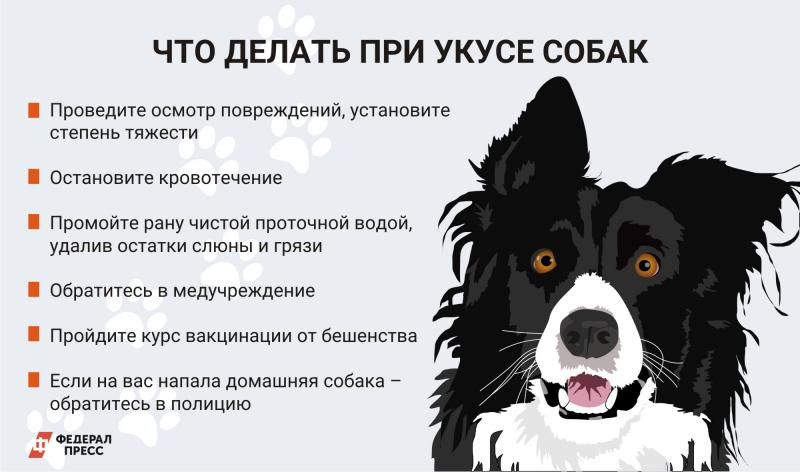 ЧТО ДЕЛАТЬ ПРИ УКУСЕ СОБАК
Проведите осмотр повреждений, установите
степень тяжести
Остановите кровотечение
Промойте рану чистой проточной водой,
удалив остатки слюны и грязи
Обратитесь в медучреждение
Пройдите курс вакцинации от бешенства
Если на вас напала домашняя собака –
обратитесь в полицию
ФЕДЕРАЛ
ПРЕСС